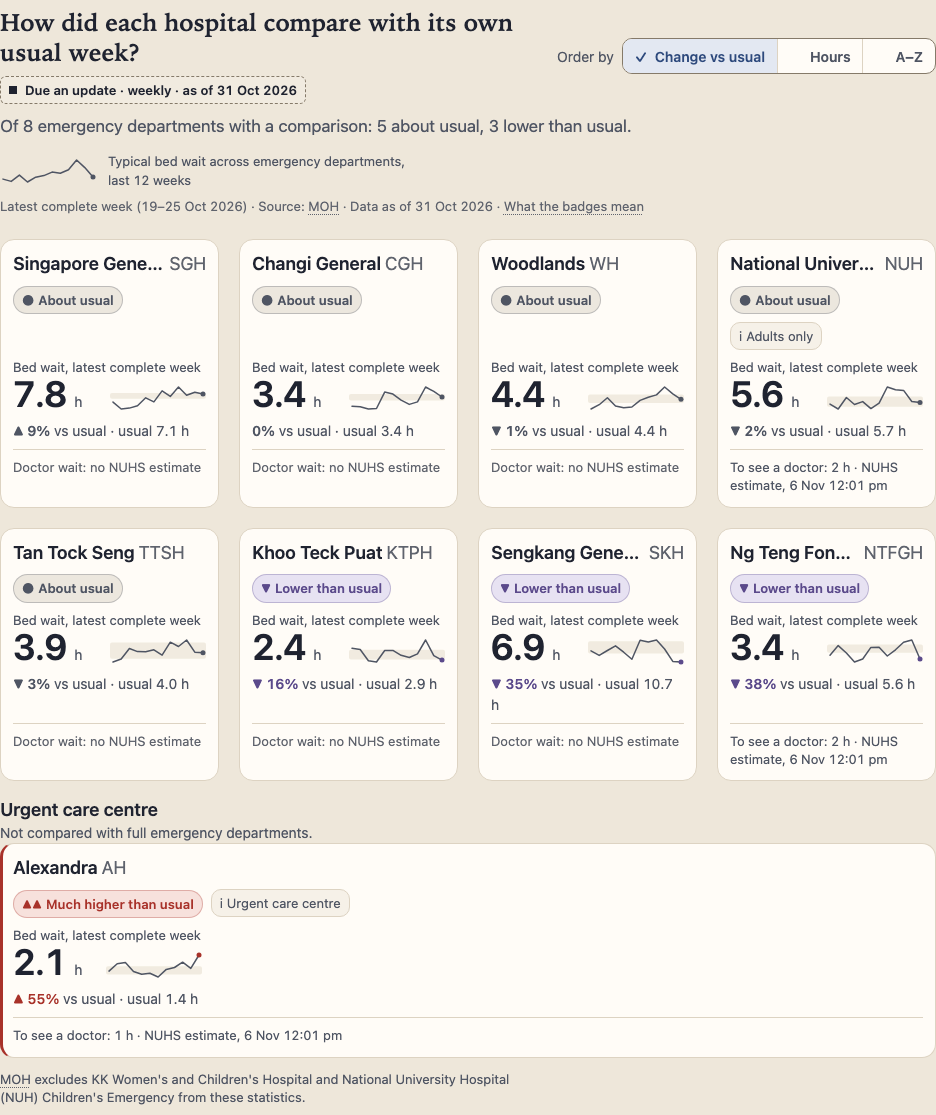 How did each hospital compare with its own
usual week?
Order by
Change vs usual
Hours
A–Z
Due an update · weekly · as of 31 Oct 2026
Of 8 emergency departments with a comparison: 5 about usual, 3 lower than usual.
Typical bed wait across emergency departments,
last 12 weeks
Latest complete week (19–25 Oct 2026) · Source: MOH · Data as of 31 Oct 2026 · What the badges mean
Singapore Gene... SGH
About usual
Bed wait, latest complete week
7.8 h
▲ 9% vs usual · usual 7.1 h
Doctor wait: no NUHS estimate
Changi General CGH
About usual
Bed wait, latest complete week
3.4 h
0% vs usual · usual 3.4 h
Doctor wait: no NUHS estimate
Woodlands WH
About usual
Bed wait, latest complete week
4.4 h
▼ 1% vs usual · usual 4.4 h
Doctor wait: no NUHS estimate
National Univer... NUH
About usual
i Adults only
Bed wait, latest complete week
5.6 h
▼ 2% vs usual · usual 5.7 h
To see a doctor: 2 h · NUHS
estimate, 6 Nov 12:01 pm
Tan Tock Seng TTSH
About usual
Bed wait, latest complete week
3.9 h
▼ 3% vs usual · usual 4.0 h
Doctor wait: no NUHS estimate
Khoo Teck Puat KTPH
▼ Lower than usual
Bed wait, latest complete week
2.4 h
▼ 16% vs usual · usual 2.9 h
Doctor wait: no NUHS estimate
Sengkang Gene... SKH
▼ Lower than usual
Bed wait, latest complete week
6.9 h
▼ 35% vs usual · usual 10.7
h
Doctor wait: no NUHS estimate
Ng Teng Fon... NTFGH
▼ Lower than usual
Bed wait, latest complete week
3.4 h
▼ 38% vs usual · usual 5.6 h
To see a doctor: 2 h · NUHS
estimate, 6 Nov 12:01 pm
Urgent care centre
Not compared with full emergency departments.
Alexandra AH
▲▲ Much higher than usual
i Urgent care centre
Bed wait, latest complete week
2.1 h
▲ 55% vs usual · usual 1.4 h
To see a doctor: 1 h · NUHS estimate, 6 Nov 12:01 pm
MOH excludes KK Women's and Children's Hospital and National University Hospital
(NUH) Children's Emergency from these statistics.